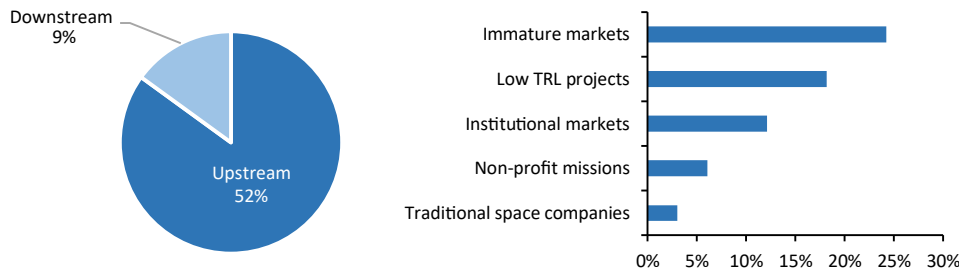 Downstream
9%
Upstream
52%
Immature markets
Low TRL projects
Institutional markets
Non-profit missions
Traditional space companies
0% 5% 10% 15% 20% 25% 30%